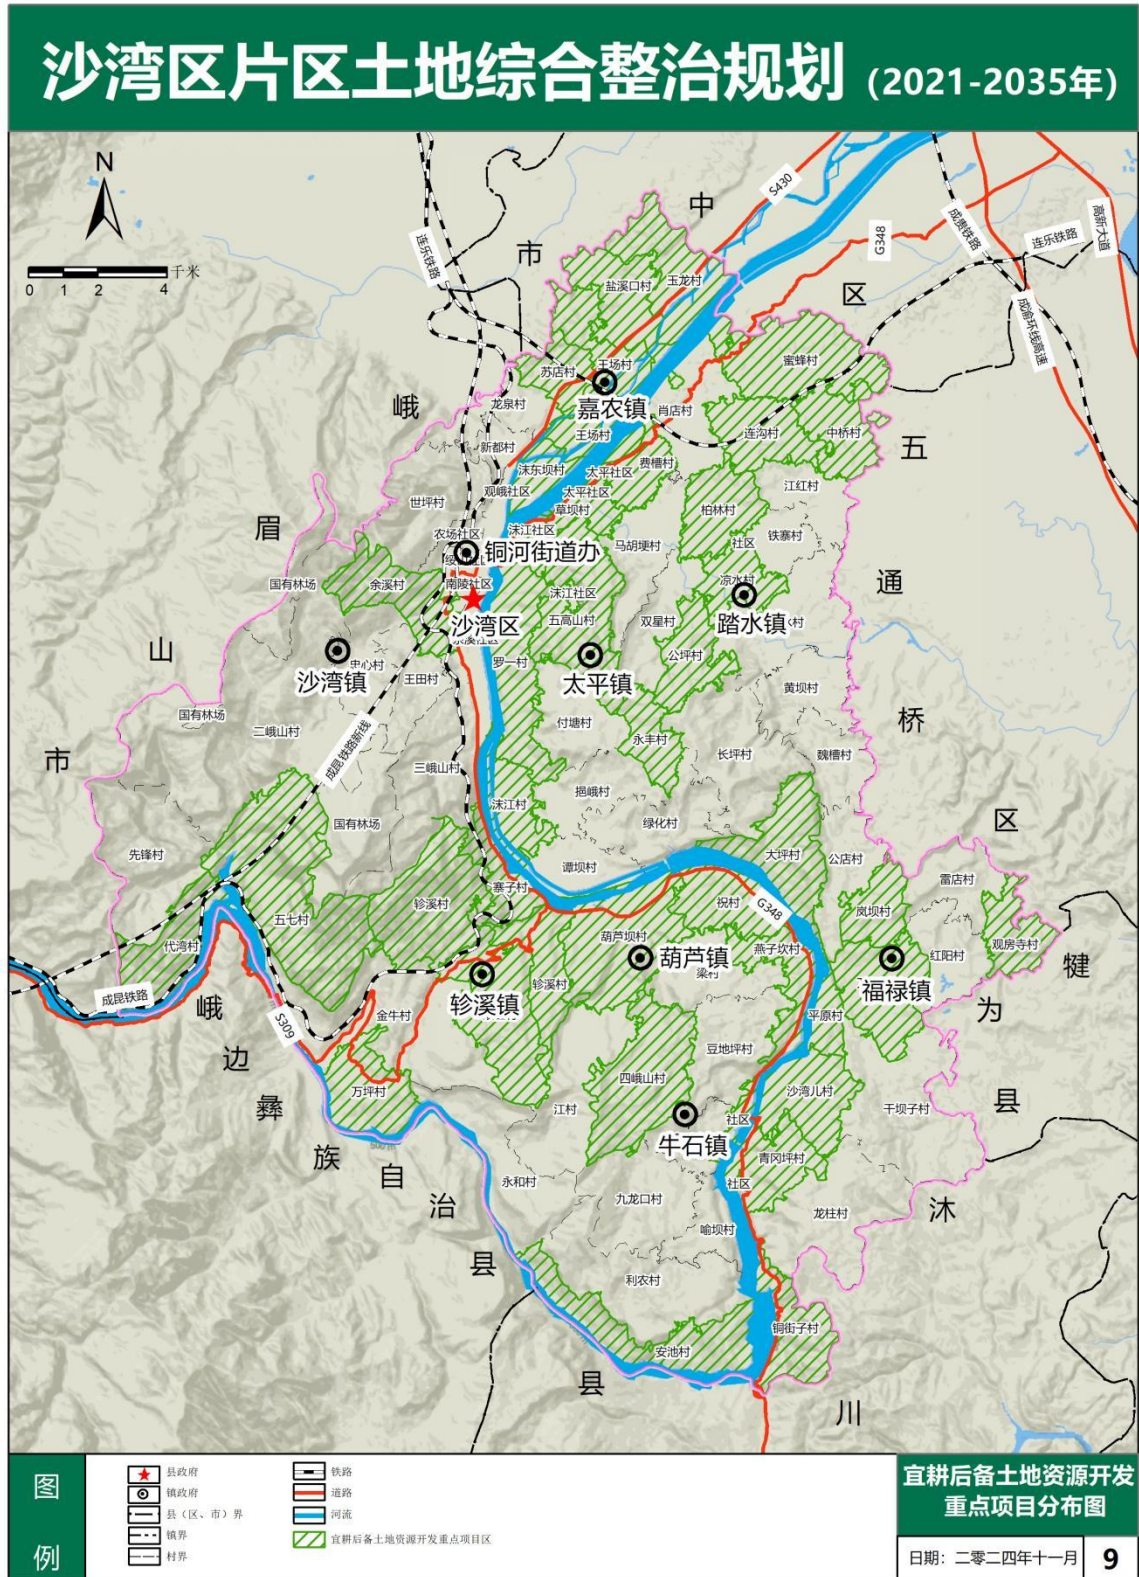 沙湾区片区土地综合整治规划 (2021-2035年)
N
千米
0 1 2 4
中
市
区
峨
眉
山
市
五
通
桥
区
犍
为
县
沐
川
县
峨
边
彝
族
自
治
县
S430
G348
成贵铁路
连乐铁路
高新大道
成渝环线高速
连乐铁路
盐溪口村
玉龙村
蜜蜂村
王场村
苏店村
嘉农镇
龙泉村
肖店村
王场村
连沟村
中桥村
新都村
沫东坝村
太平社区
费槽村
观峨社区
太平社区
江红村
世坪村
草坝村
柏林村
沫江社区
农场社区
铁寨村
铜河街道办
马胡埂村
社区
国有林场
余溪村
南陵社区
凉水村
沫江社区
沙湾区
五高山村
双星村
踏水镇
罗一村
公坪村
忠心村
沙湾镇
王田村
太平镇
黄坝村
国有林场
二峨山村
付塘村
永丰村
长坪村
魏槽村
成昆铁路新线
三峨山村
沫江村
挹峨村
绿化村
国有林场
先锋村
谭坝村
大坪村
公店村
雷店村
寨子村
轸溪村
祝村
G348
岚坝村
五七村
葫芦坝村
燕子坎村
观房寺村
代湾村
葫芦镇
梁村
福禄镇
红阳村
轸溪镇
轸溪村
成昆铁路
S309
金牛村
平原村
豆地坪村
万坪村
四峨山村
沙湾儿村
江村
干坝子村
牛石镇
社区
青冈坪村
永和村
社区
九龙口村
喻坝村
龙柱村
利农村
铜街子村
安池村
图
例
县政府
镇政府
县（区、市）界
镇界
村界
铁路
道路
河流
宜耕后备土地资源开发重点项目区
宜耕后备土地资源开发
重点项目分布图
日期：二零二四年十一月
9